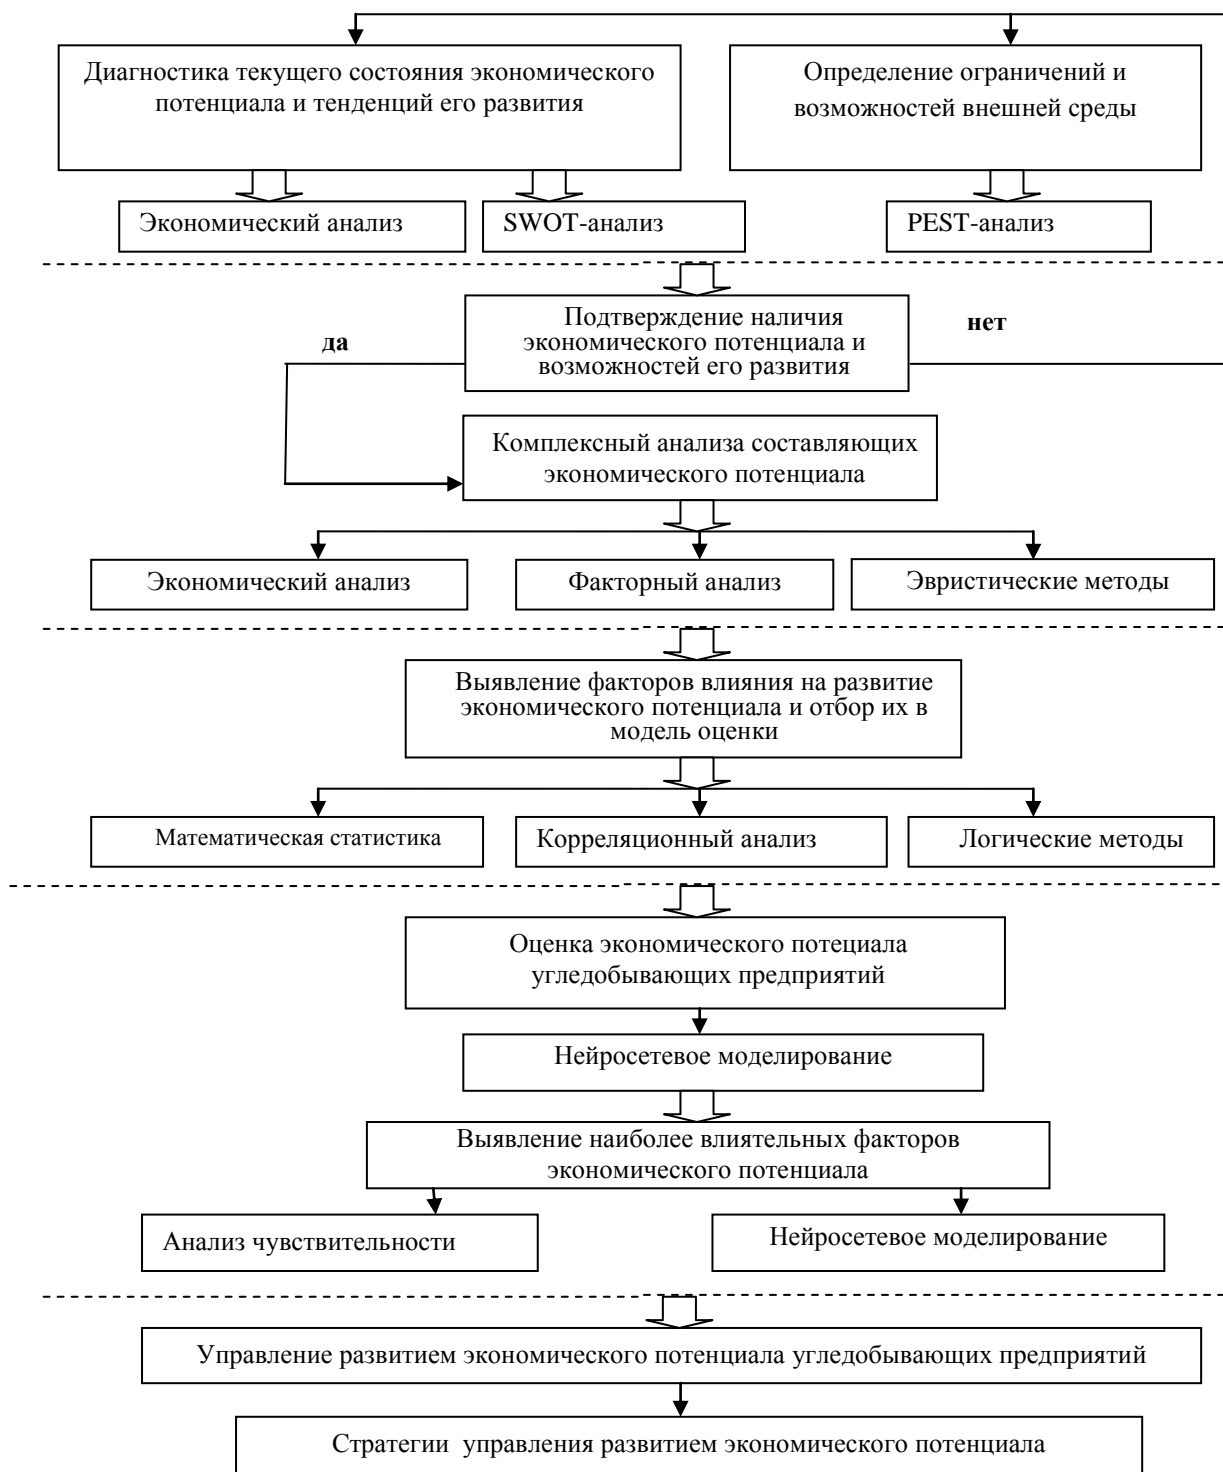 Диагностика текущего состояния экономического
потенциала и тенденций его развития
Определение ограничений и
возможностей внешней среды
Экономический анализ
SWOT-анализ
PEST-анализ
Подтверждение наличия
экономического потенциала и
возможностей его развития
да
нет
Комплексный анализа составляющих
экономического потенциала
Экономический анализ
Факторный анализ
Эвристические методы
Выявление факторов влияния на развитие
экономического потенциала и отбор их в
модель оценки
Математическая статистика
Корреляционный анализ
Логические методы
Оценка экономического потециала
угледобывающих предприятий
Нейросетевое моделирование
Выявление наиболее влиятельных факторов
экономического потенциала
Анализ чувствительности
Нейросетевое моделирование
Управление развитием экономического потенциала угледобывающих предприятий
Стратегии управления развитием экономического потенциала